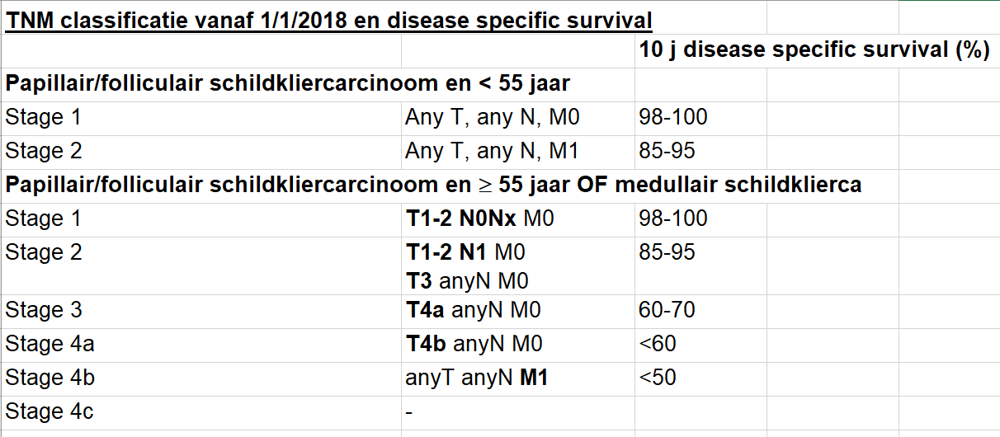 TNM classificatie vanaf 1/1/2018 en disease specific survival
10 j disease specific survival (%)
Papillair/folliculair schildkliercarcinoom en < 55 jaar
Stage 1 Any T, any N, M0 98-100
Stage 2 Any T, any N, M1 85-95
Papillair/folliculair schildkliercarcinoom en ≥ 55 jaar OF medullair schildklierca
Stage 1 T1-2 N0Nx M0 98-100
Stage 2 T1-2 N1 M0 85-95
T3 anyN M0
Stage 3 T4a anyN M0 60-70
Stage 4a T4b anyN M0 <60
Stage 4b anyT anyN M1 <50
Stage 4c -